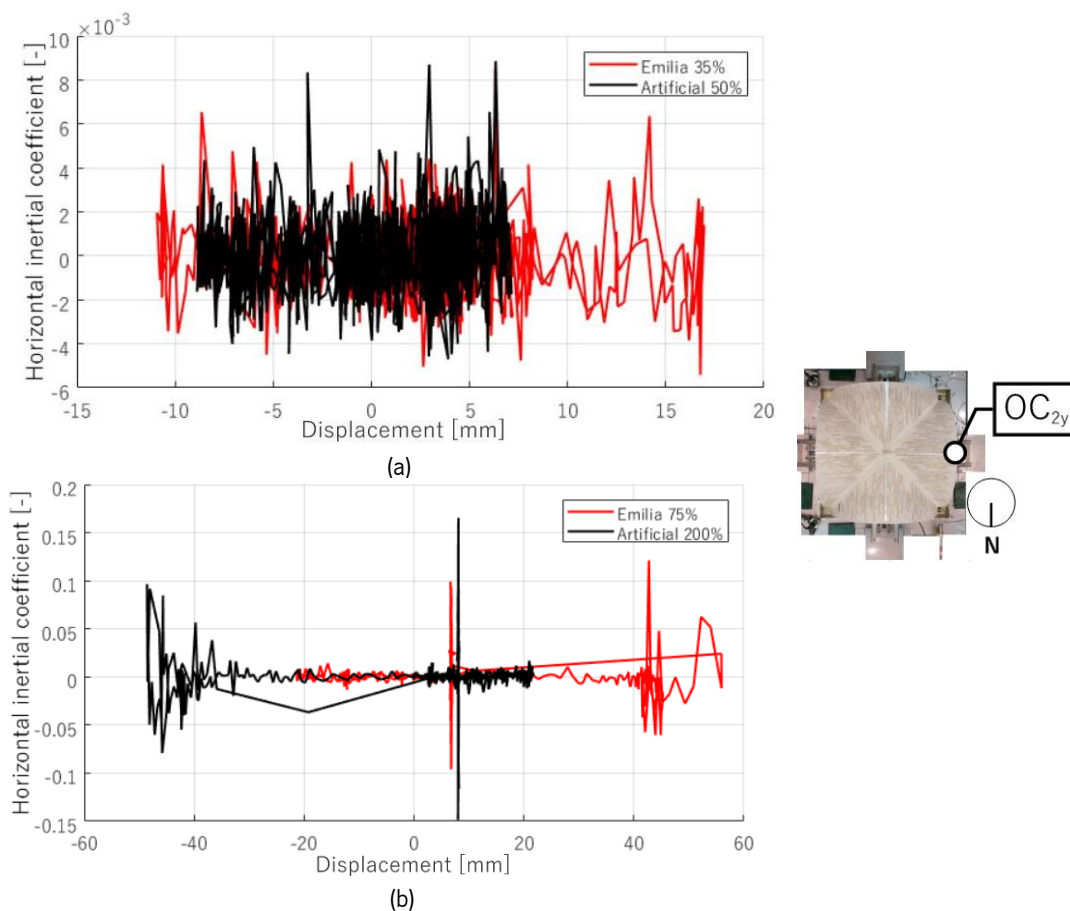 ×10⁻³
10
8
6
4
2
0
-2
-4
-6
Horizontal inertial coefficient [-]
Emilia 35%
Artificial 50%
-15
-10
-5
0
5
10
15
20
Displacement [mm]
(a)
0.2
0.15
0.1
0.05
0
-0.05
-0.1
-0.15
Horizontal inertial coefficient [-]
Emilia 75%
Artificial 200%
-60
-40
-20
0
20
40
60
Displacement [mm]
(b)
OC2y
N